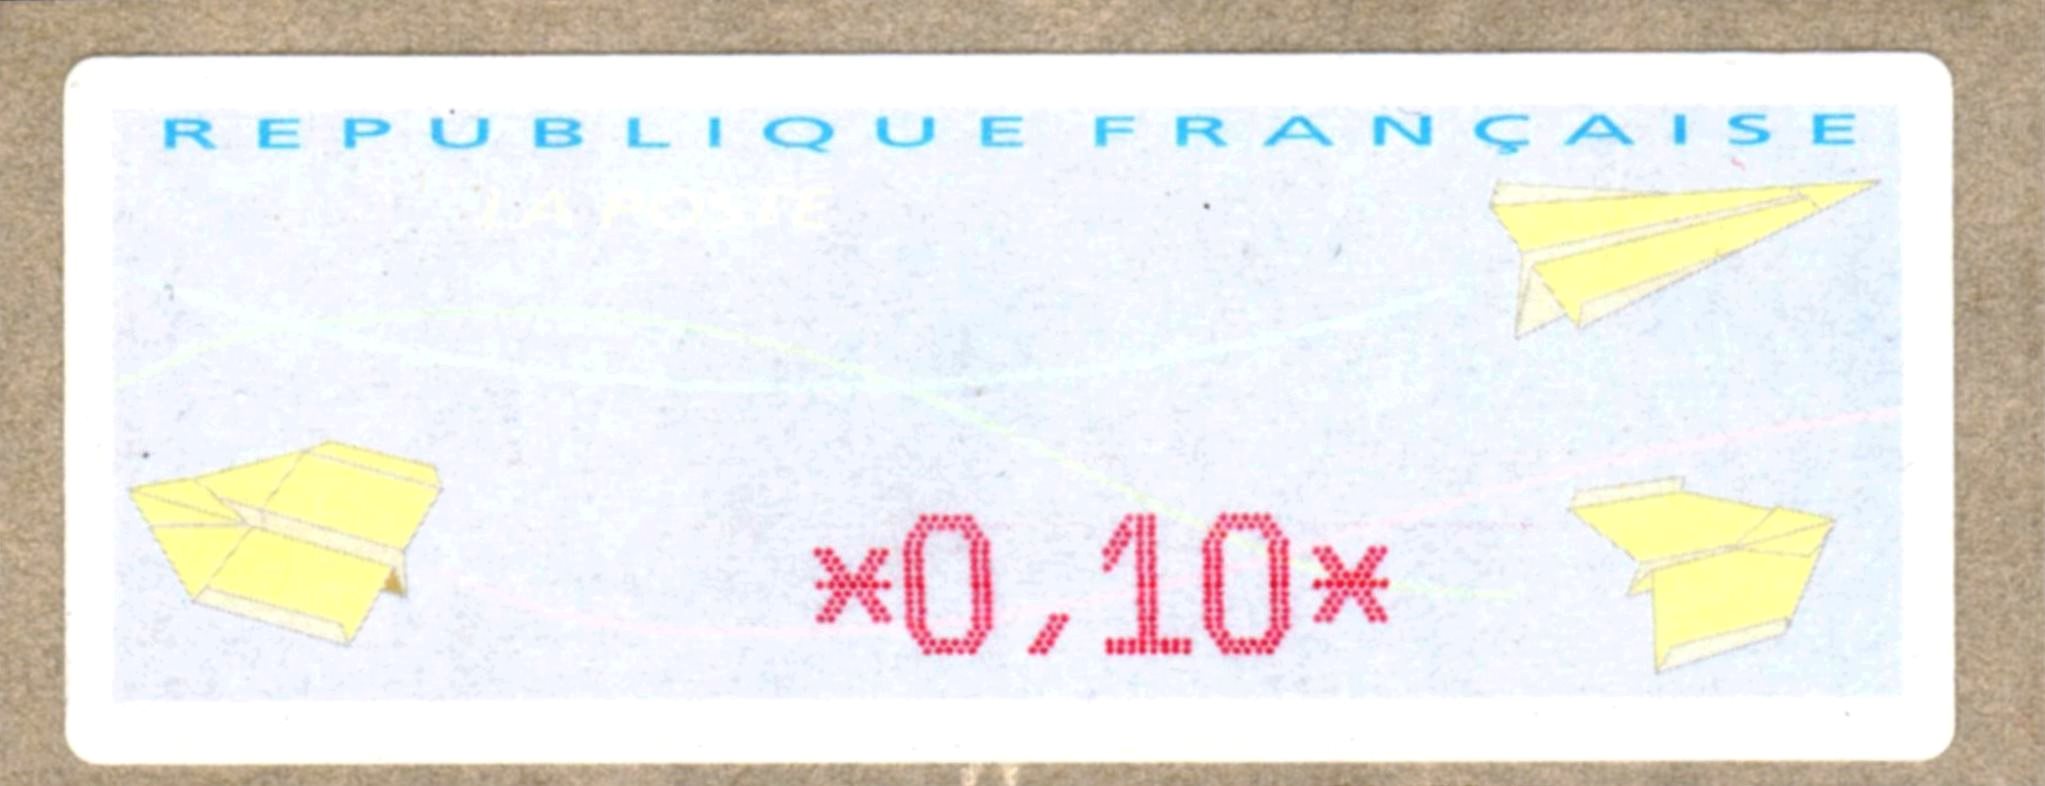 REPUBLIQUE FRANÇAISE
LA POSTE
*0,10*